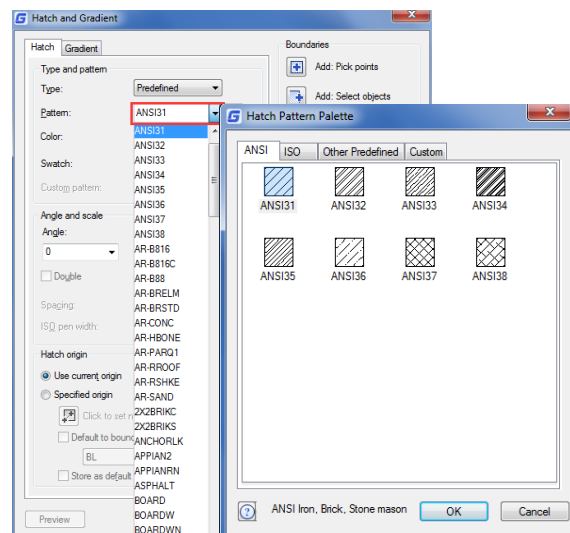 Hatch and Gradient
Hatch
Gradient
Type and pattern
Type:
Predefined
Pattern:
ANSI31
Color:
Swatch:
Custom pattern:
Angle and scale
Angle:
0
Double
Spacing:
ISO pen width:
Hatch origin
Use current origin
Specified origin
Click to set n
Default to bound
BL
Store as default
Preview
ANSI31
ANSI32
ANSI33
ANSI34
ANSI35
ANSI36
ANSI37
ANSI38
AR-B816
AR-B816C
AR-B88
AR-BRELM
AR-BRSTD
AR-CONC
AR-HBONE
AR-PARQ1
AR-RROOF
AR-RSHKE
AR-SAND
2X2BRIKC
2X2BRIKS
ANCHORLK
APPIAN2
APPIANRN
ASPHALT
BOARD
BOARDW
BOARDWN
Boundaries
Add: Pick points
Add: Select objects
Hatch Pattern Palette
ANSI
ISO
Other Predefined
Custom
ANSI31 ANSI32 ANSI33 ANSI34
ANSI35 ANSI36 ANSI37 ANSI38
ANSI Iron, Brick, Stone mason
OK
Cancel